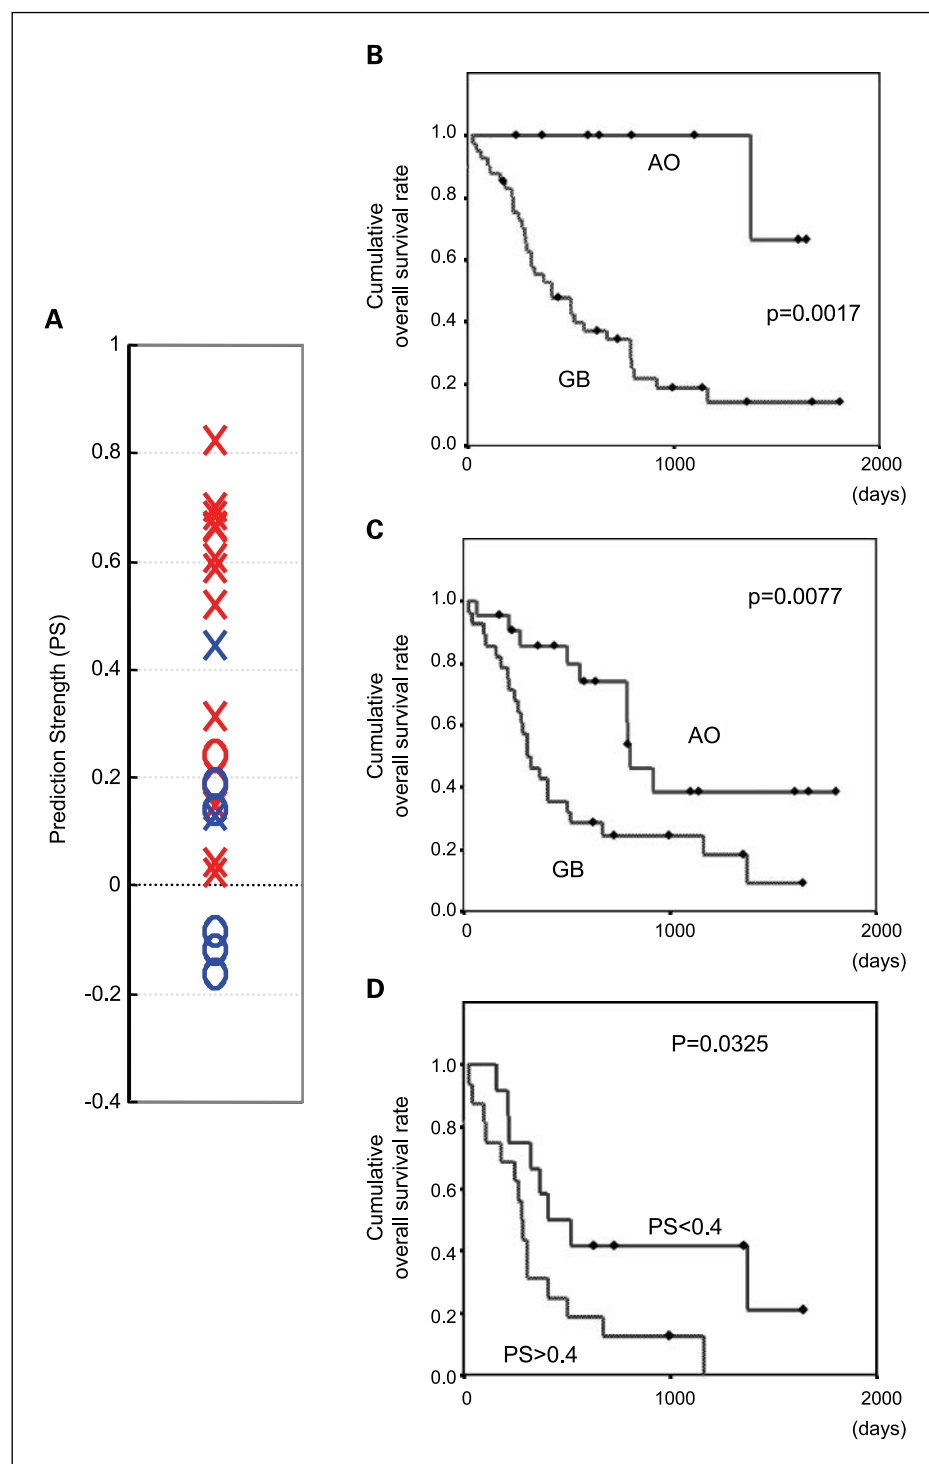 A
1
0.8
0.6
0.4
0.2
0
-0.2
-0.4
Prediction Strength (PS)
B
1.0
0.8
0.6
0.4
0.2
0.0
Cumulative
overall survival rate
AO
p=0.0017
GB
0
1000
2000
(days)
C
1.0
0.8
0.6
0.4
0.2
0.0
Cumulative
overall survival rate
p=0.0077
AO
GB
0
1000
2000
(days)
D
1.0
0.8
0.6
0.4
0.2
0.0
Cumulative
overall survival rate
P=0.0325
PS<0.4
PS>0.4
0
1000
2000
(days)